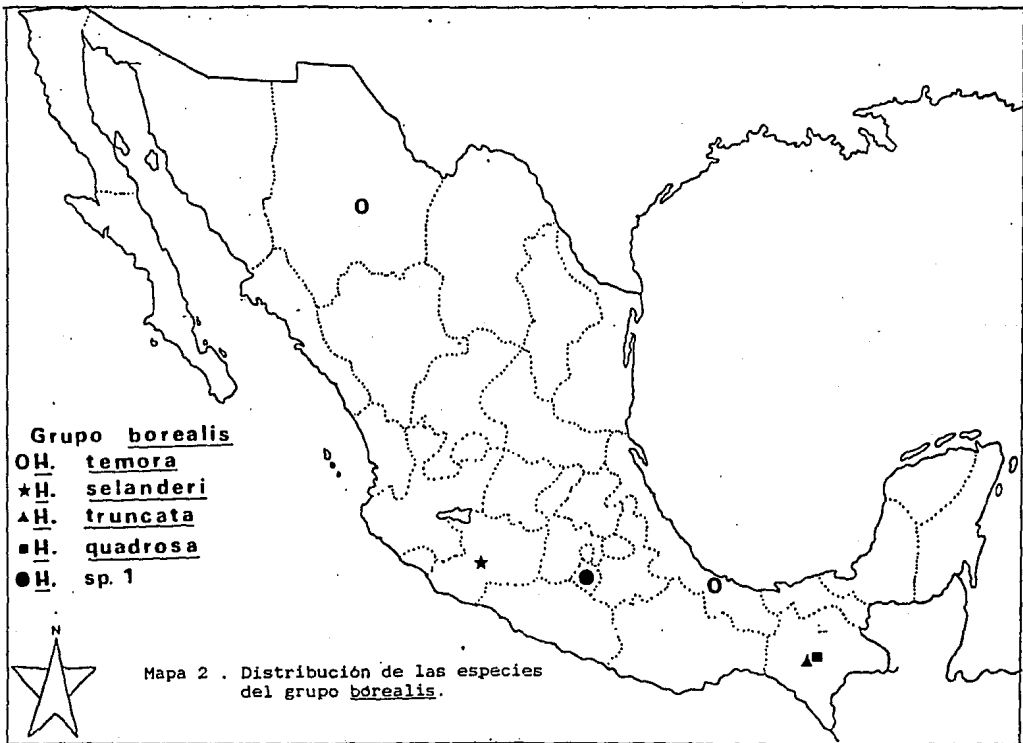 Grupo borealis
O H. temora
★ H. selanderi
▲ H. truncata
■ H. quadrosa
● H. sp. 1
N
Mapa 2 . Distribución de las especies
del grupo borealis.